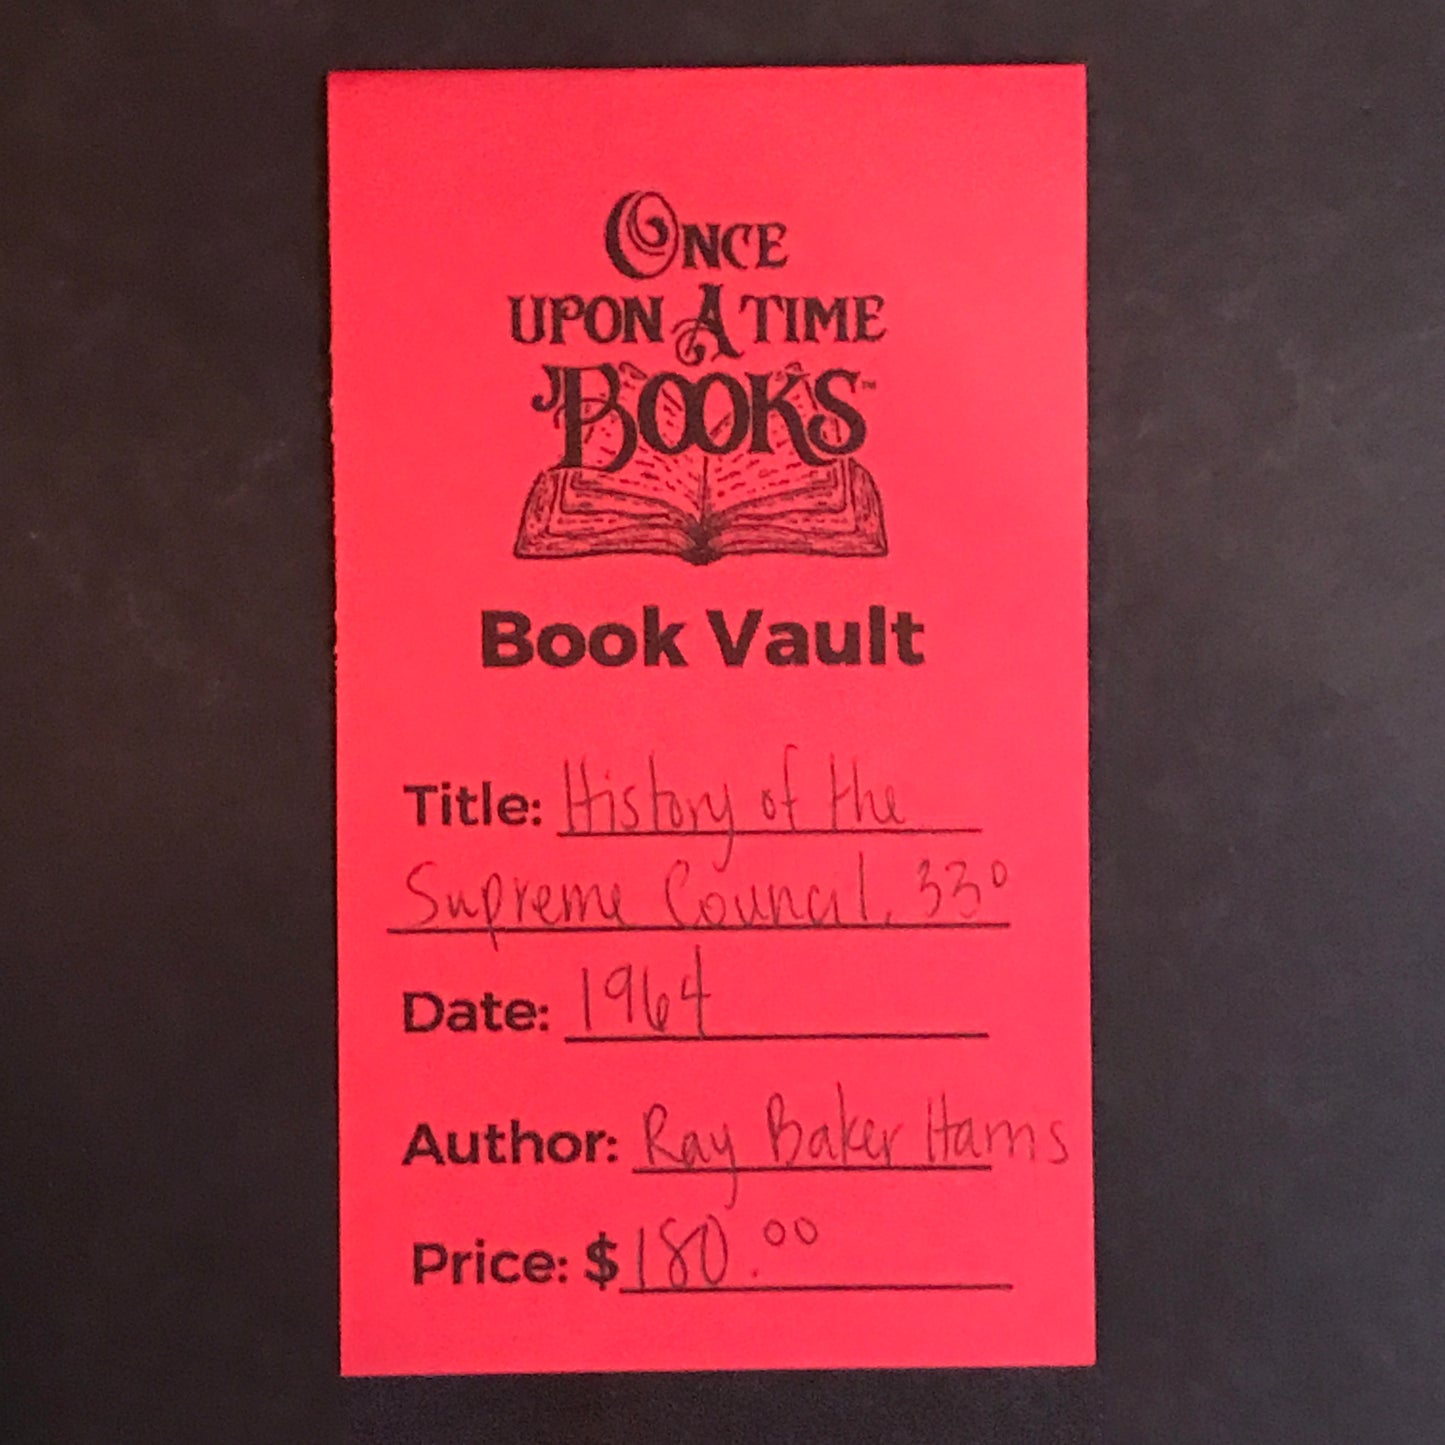 ONCE
UPON A TIME
BOOKS™
Book Vault
Title: History of the
Supreme Council, 33°
Date: 1964
Author: Ray Baker Harris
Price: $180.00